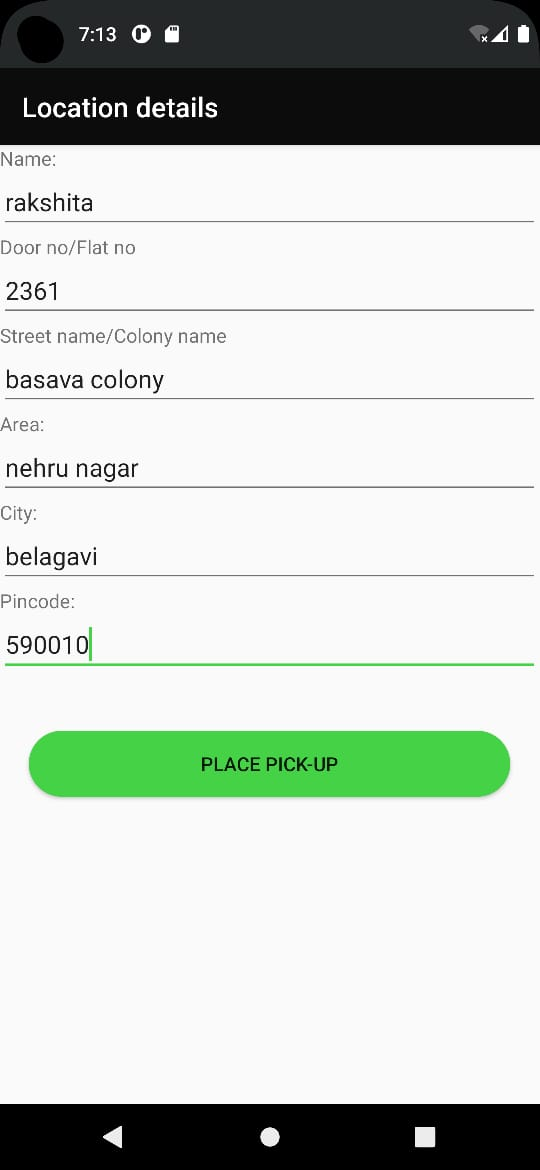 7:13
Location details
Name:
rakshita
Door no/Flat no
2361
Street name/Colony name
basava colony
Area:
nehru nagar
City:
belagavi
Pincode:
590010
PLACE PICK-UP